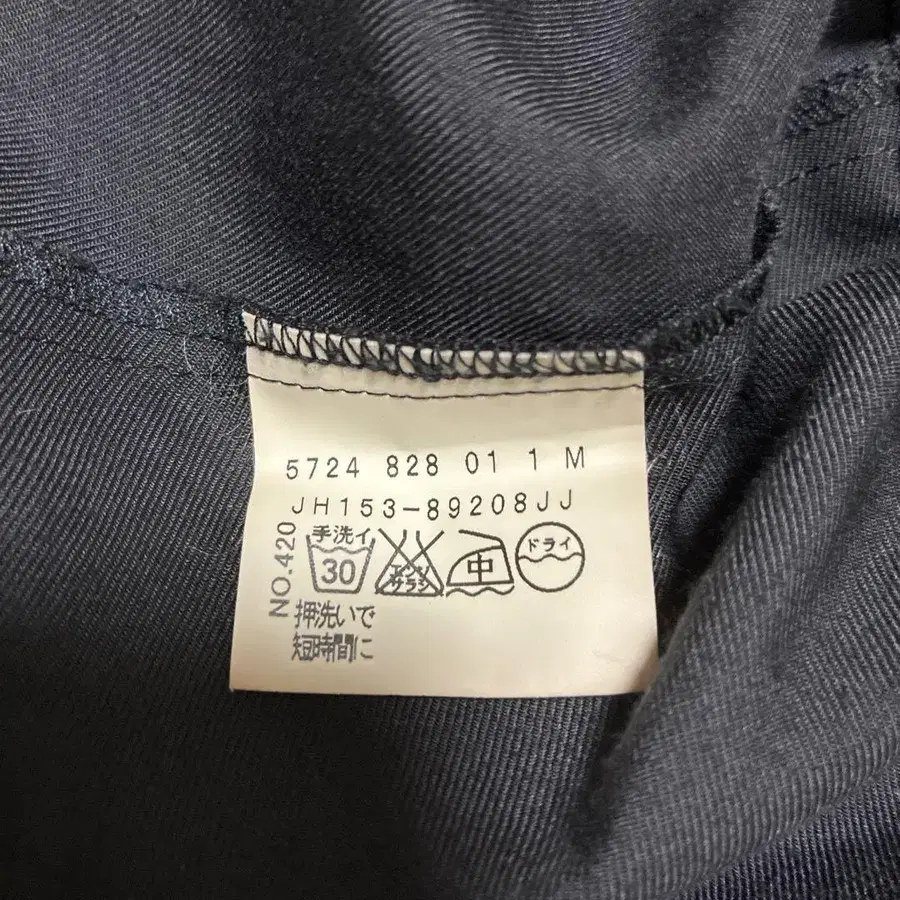 5724 828 01 1 M
JH153-89208JJ
NO.420
手洗イ
30
エンソ
サラシ
中
ドライ
押洗いで
短時間に